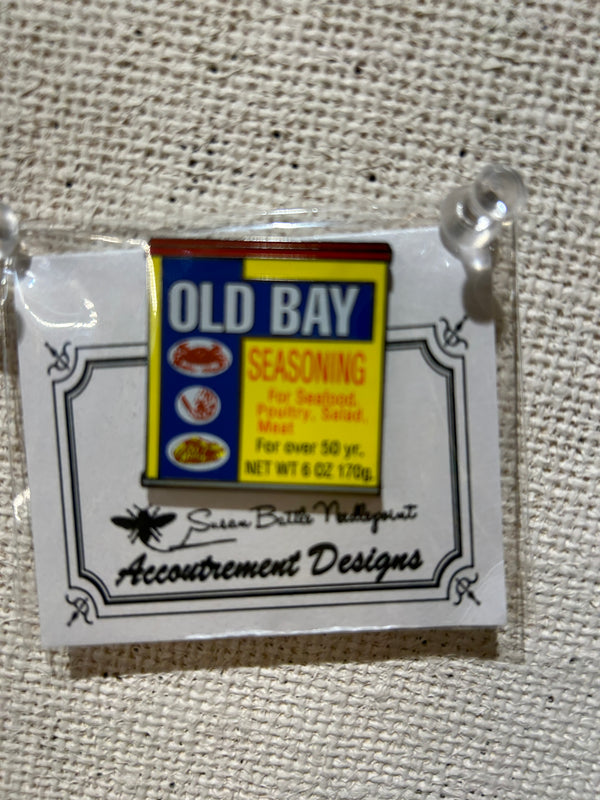 OLD BAY
SEASONING
For Seafood,
Poultry, Salad,
Meat
For over 50 yr.
NET WT 6 OZ 170g.
Susan Battle Needlepoint
Accoutrement Designs